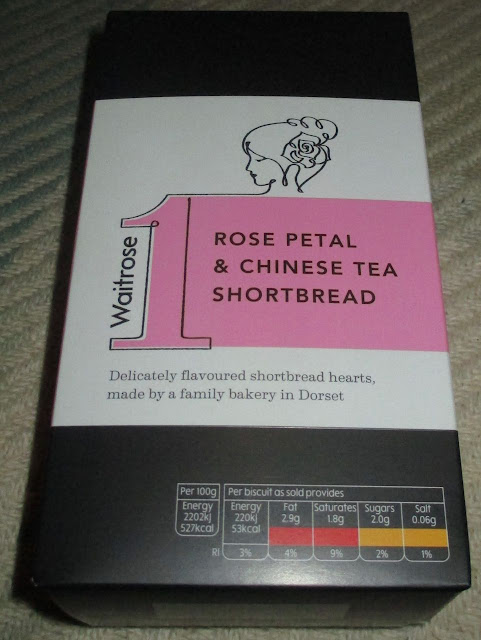 Waitrose
1
ROSE PETAL
& CHINESE TEA
SHORTBREAD
Delicately flavoured shortbread hearts,
made by a family bakery in Dorset
Per 100g
Energy
2202kJ
527kcal
Per biscuit as sold provides
Energy
220kJ
53kcal
3%
Fat
2.9g
4%
Saturates
1.8g
9%
Sugars
2.0g
2%
Salt
0.06g
1%
RI